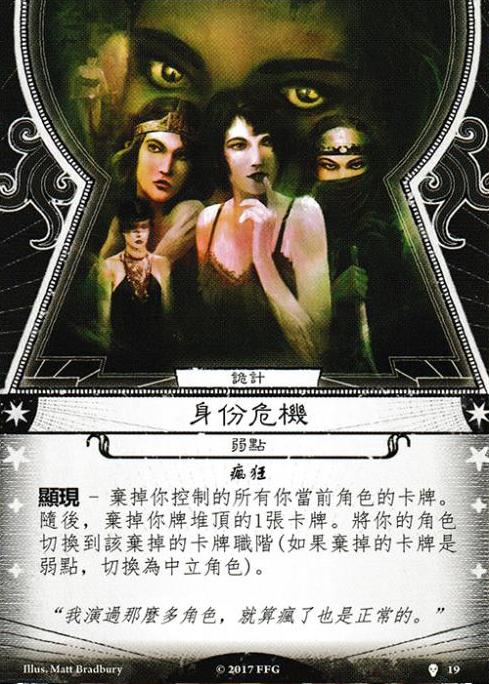 詭計
身份危機
弱點
瘋狂
顯現 – 棄掉你控制的所有你當前角色的卡牌。
隨後，棄掉你牌堆頂的1張卡牌。將你的角色
切換到該棄掉的卡牌職階(如果棄掉的卡牌是
弱點，切換為中立角色)。
“我演過那麼多角色，就算瘋了也是正常的。”
Illus. Matt Bradbury © 2017 FFG 19